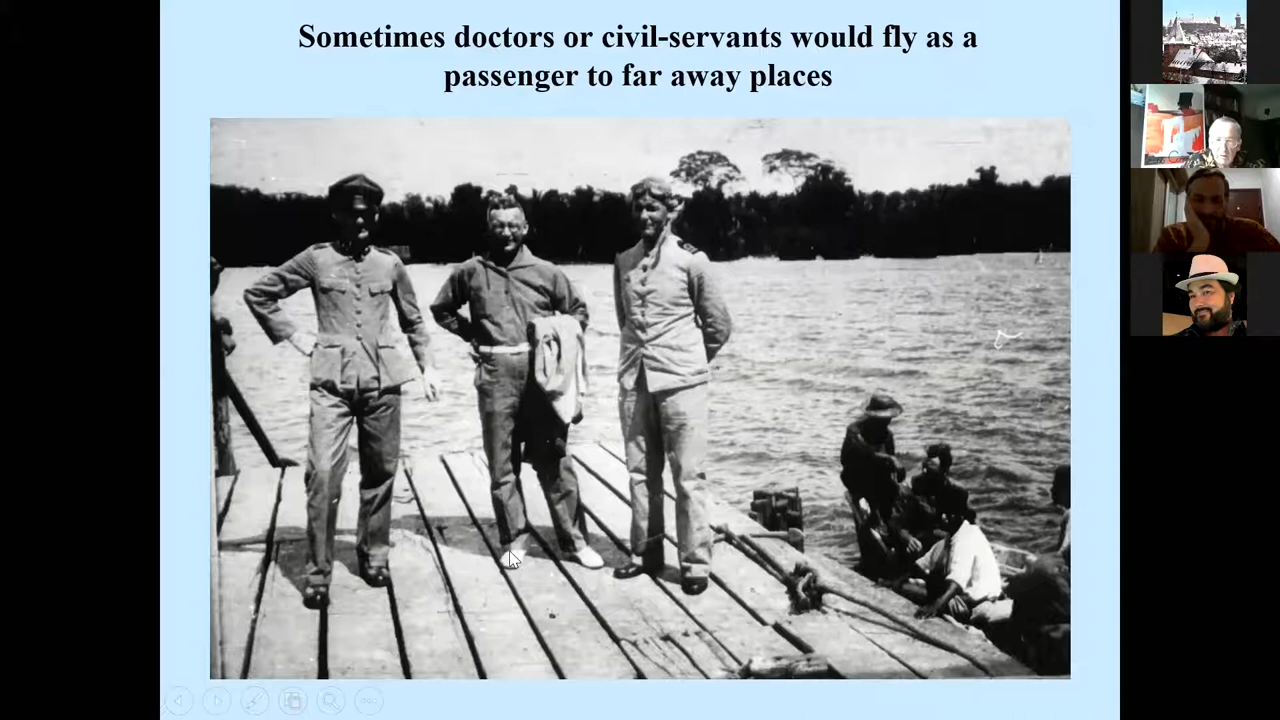 Sometimes doctors or civil-servants would fly as a
passenger to far away places